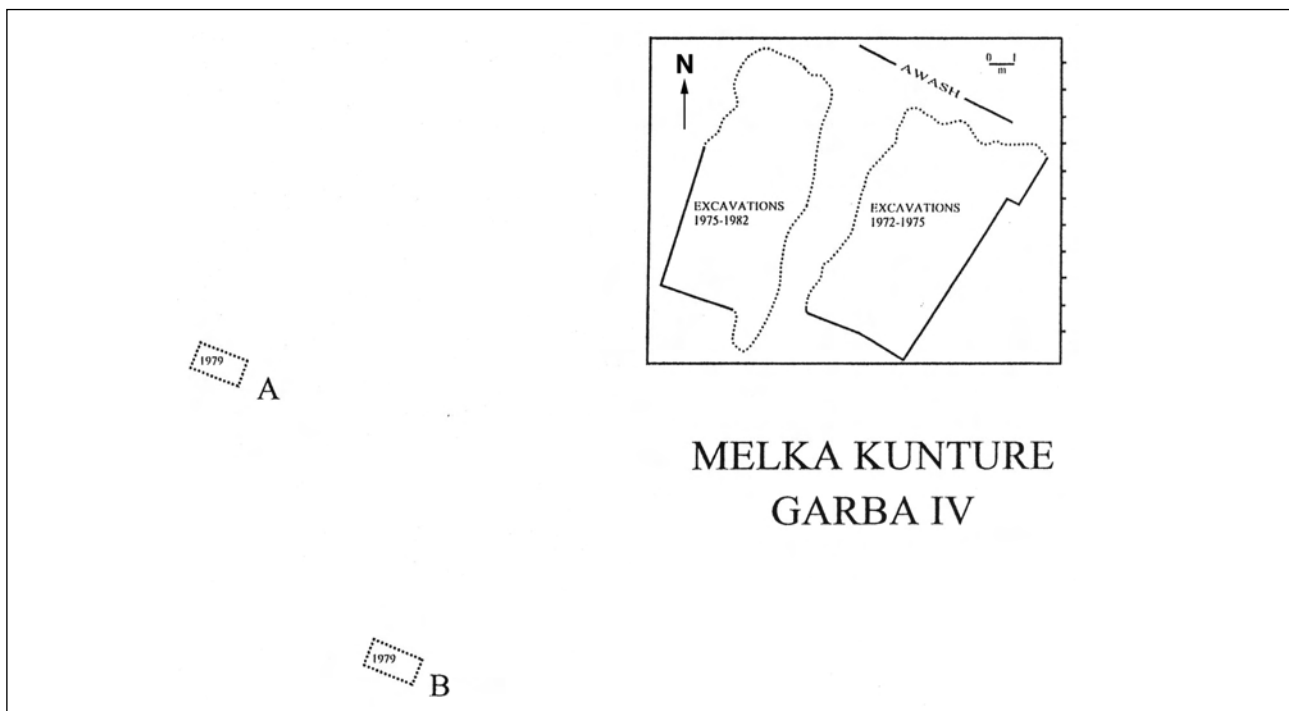 N
0 1
m
AWASH
EXCAVATIONS
1975-1982
EXCAVATIONS
1972-1975
1979
A
MELKA KUNTURE
GARBA IV
1979
B